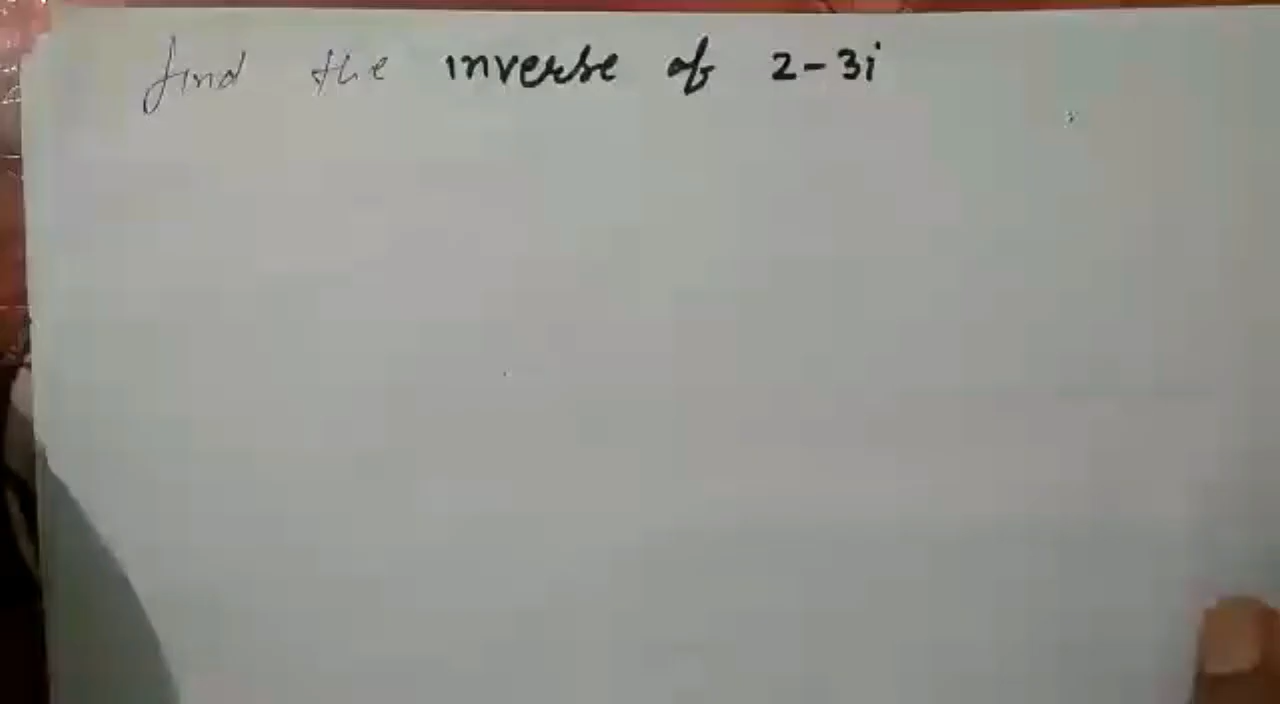 find the inverse of 2-3i